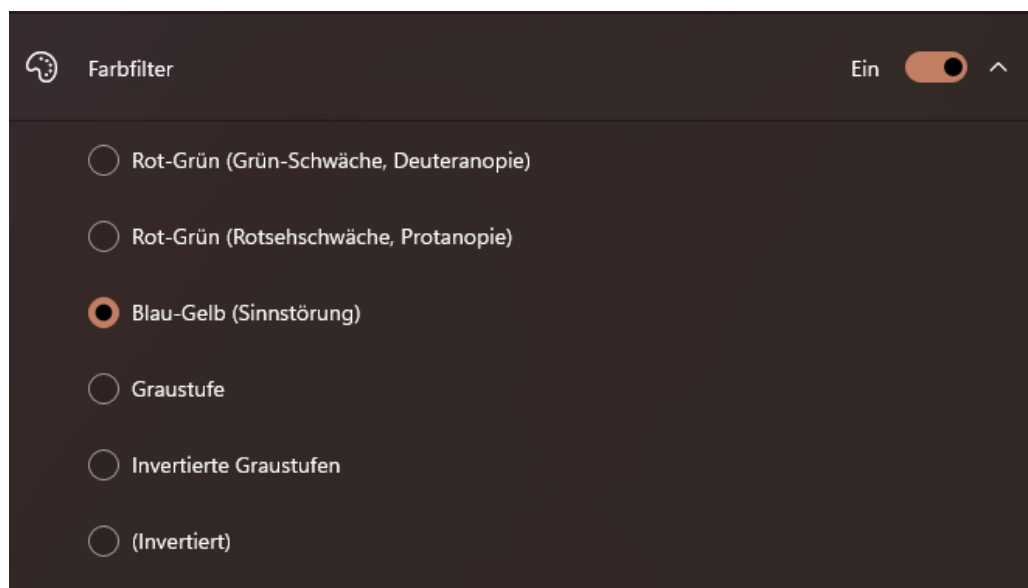 Farbfilter
Ein
Rot-Grün (Grün-Schwäche, Deuteranopie)
Rot-Grün (Rotsehschwäche, Protanopie)
Blau-Gelb (Sinnstörung)
Graustufe
Invertierte Graustufen
(Invertiert)